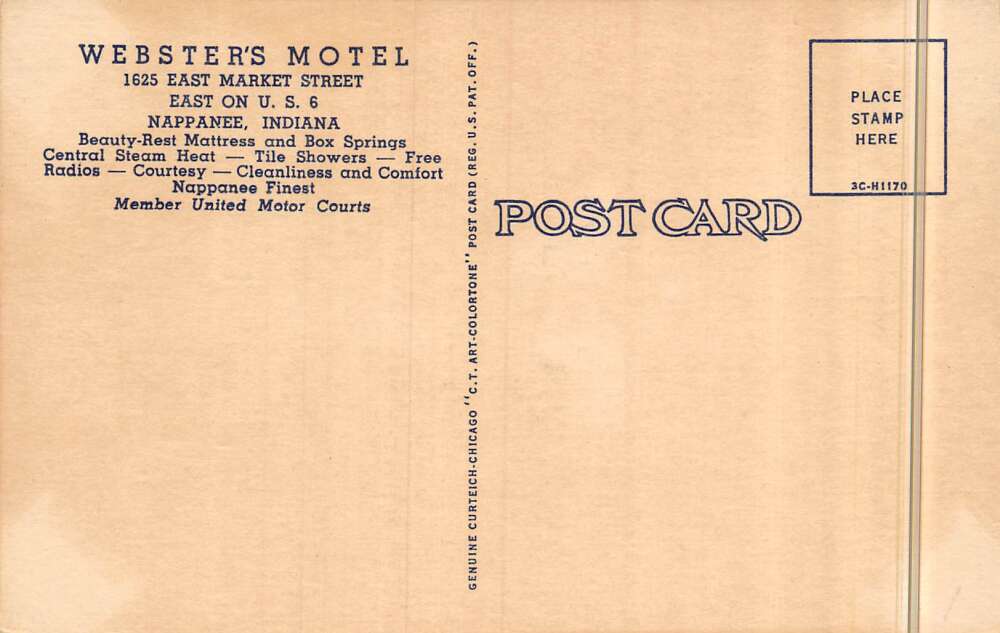 WEBSTER'S MOTEL
1625 EAST MARKET STREET
EAST ON U. S. 6
NAPPANEE, INDIANA
Beauty-Rest Mattress and Box Springs
Central Steam Heat — Tile Showers — Free
Radios — Courtesy — Cleanliness and Comfort
Nappanee Finest
Member United Motor Courts
GENUINE CURTEICH-CHICAGO "C.T. ART-COLORTONE" POST CARD (REG. U.S. PAT. OFF.)
POST CARD
PLACE
STAMP
HERE
3C-H1170